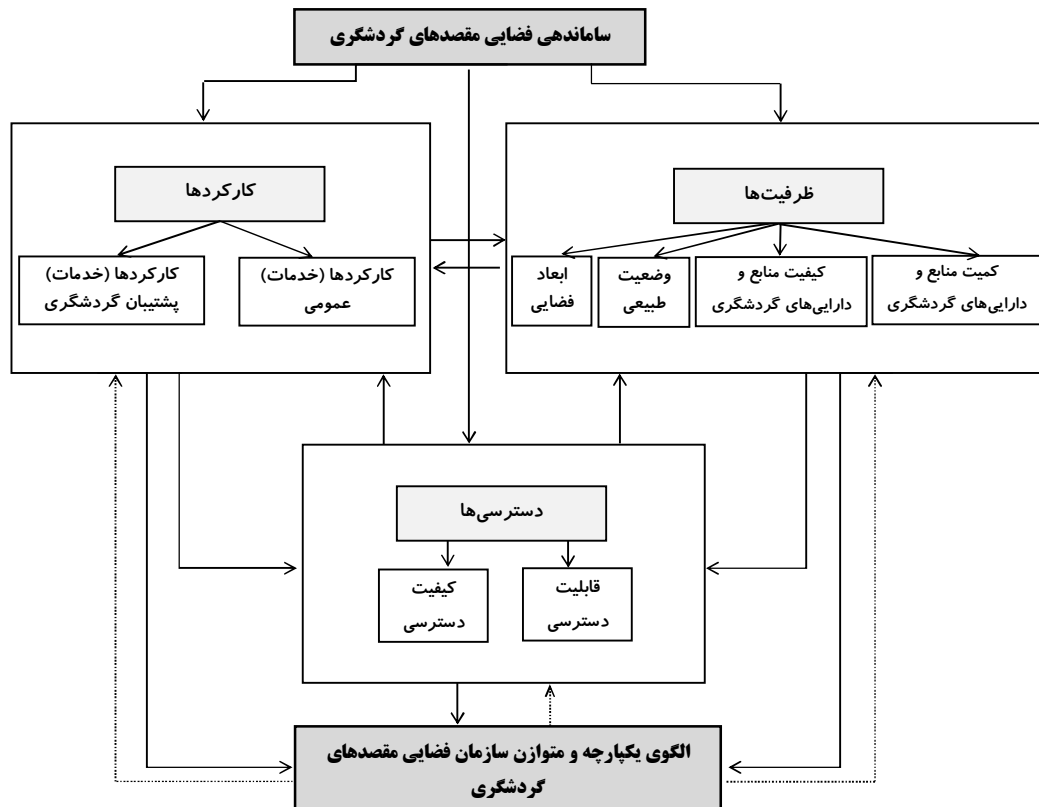 ساماندهی فضایی مقصدهای گردشگری
ظرفیت‌ها
کمیت منابع و
دارایی‌های گردشگری
کیفیت منابع و
دارایی‌های گردشگری
وضعیت
طبیعی
ابعاد
فضایی
کارکردها
کارکردها (خدمات)
عمومی
کارکردها (خدمات)
پشتیبان گردشگری
دسترسی‌ها
قابلیت
دسترسی
کیفیت
دسترسی
الگوی یکپارچه و متوازن سازمان فضایی مقصدهای
گردشگری